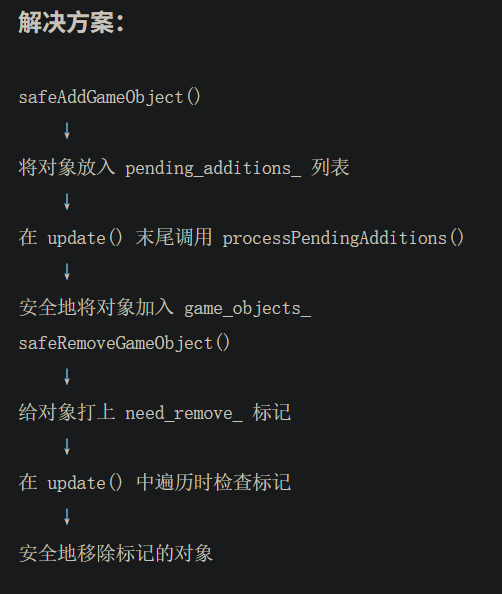 解决方案：
safeAddGameObject()
↓
将对象放入 pending_additions_ 列表
↓
在 update() 末尾调用 processPendingAdditions()
↓
安全地将对象加入 game_objects_
safeRemoveGameObject()
↓
给对象打上 need_remove_ 标记
↓
在 update() 中遍历时检查标记
↓
安全地移除标记的对象